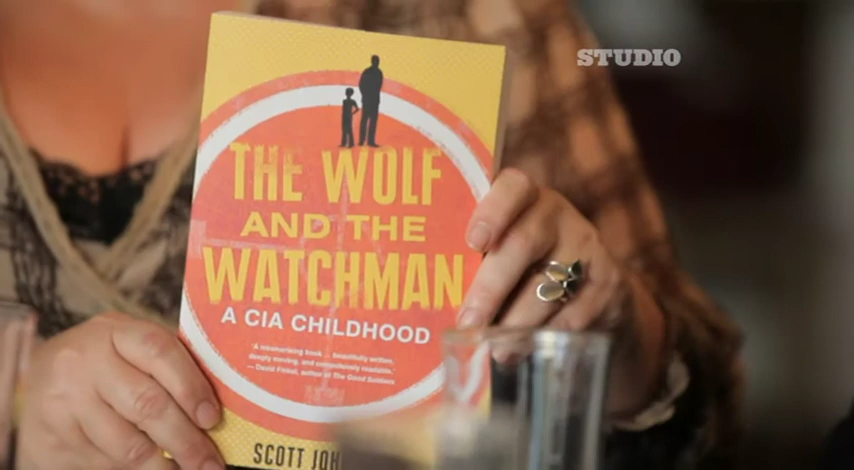 STUDIO
THE WOLF
AND THE
WATCHMAN
A CIA CHILDHOOD
'A mesmerising book ... beautifully written,
deeply moving, and compulsively readable.'
— David Finkel, author of The Good Soldiers
SCOTT JOH